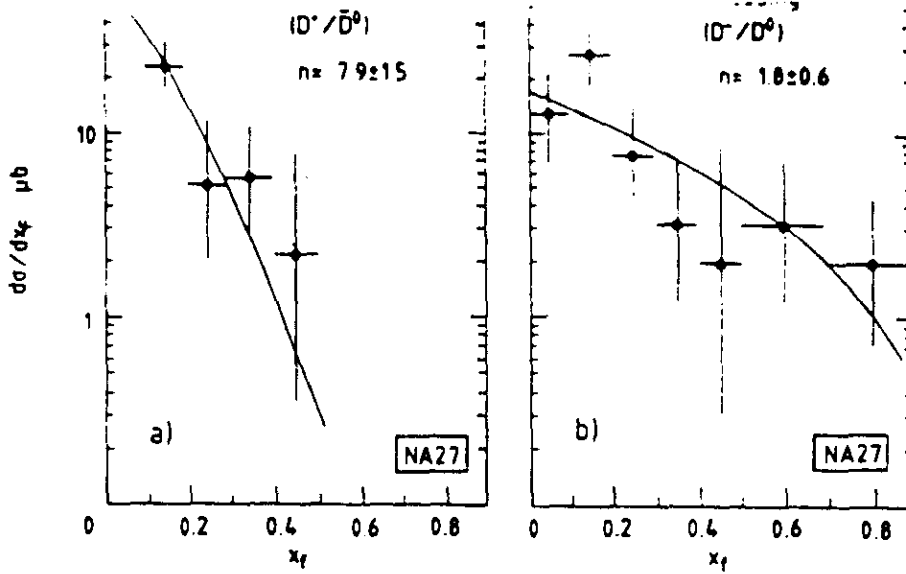 (D⁺/D̄⁰)
n= 7.9±1.5
10
1
dσ/dx_f μb
a)
NA27
0 0.2 0.4 0.6 0.8
x_f
(D⁻/D⁰)
n= 1.8±0.6
b)
NA27
0 0.2 0.4 0.6 0.8
x_f